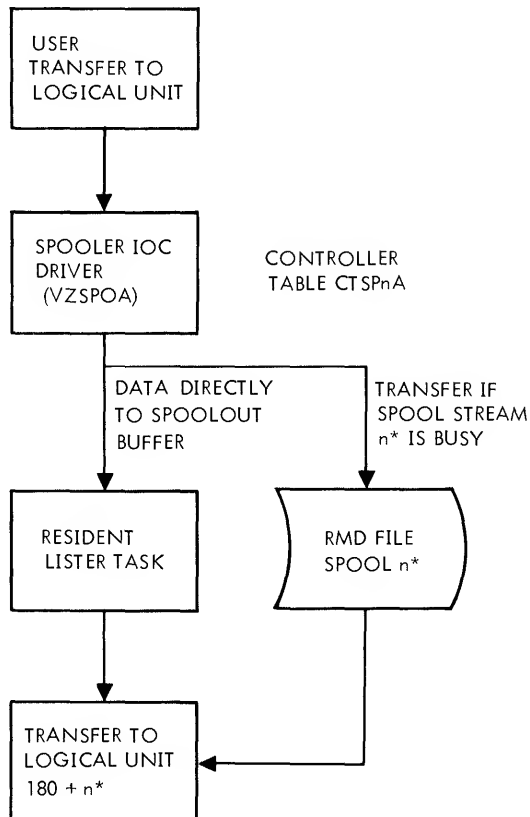 USER
TRANSFER TO
LOGICAL UNIT
SPOOLER IOC
DRIVER
(VZSPOA)
CONTROLLER
TABLE CTSPnA
DATA DIRECTLY
TO SPOOLOUT
BUFFER
TRANSFER IF
SPOOL STREAM
n* IS BUSY
RESIDENT
LISTER TASK
RMD FILE
SPOOL n*
TRANSFER TO
LOGICAL UNIT
180 + n*